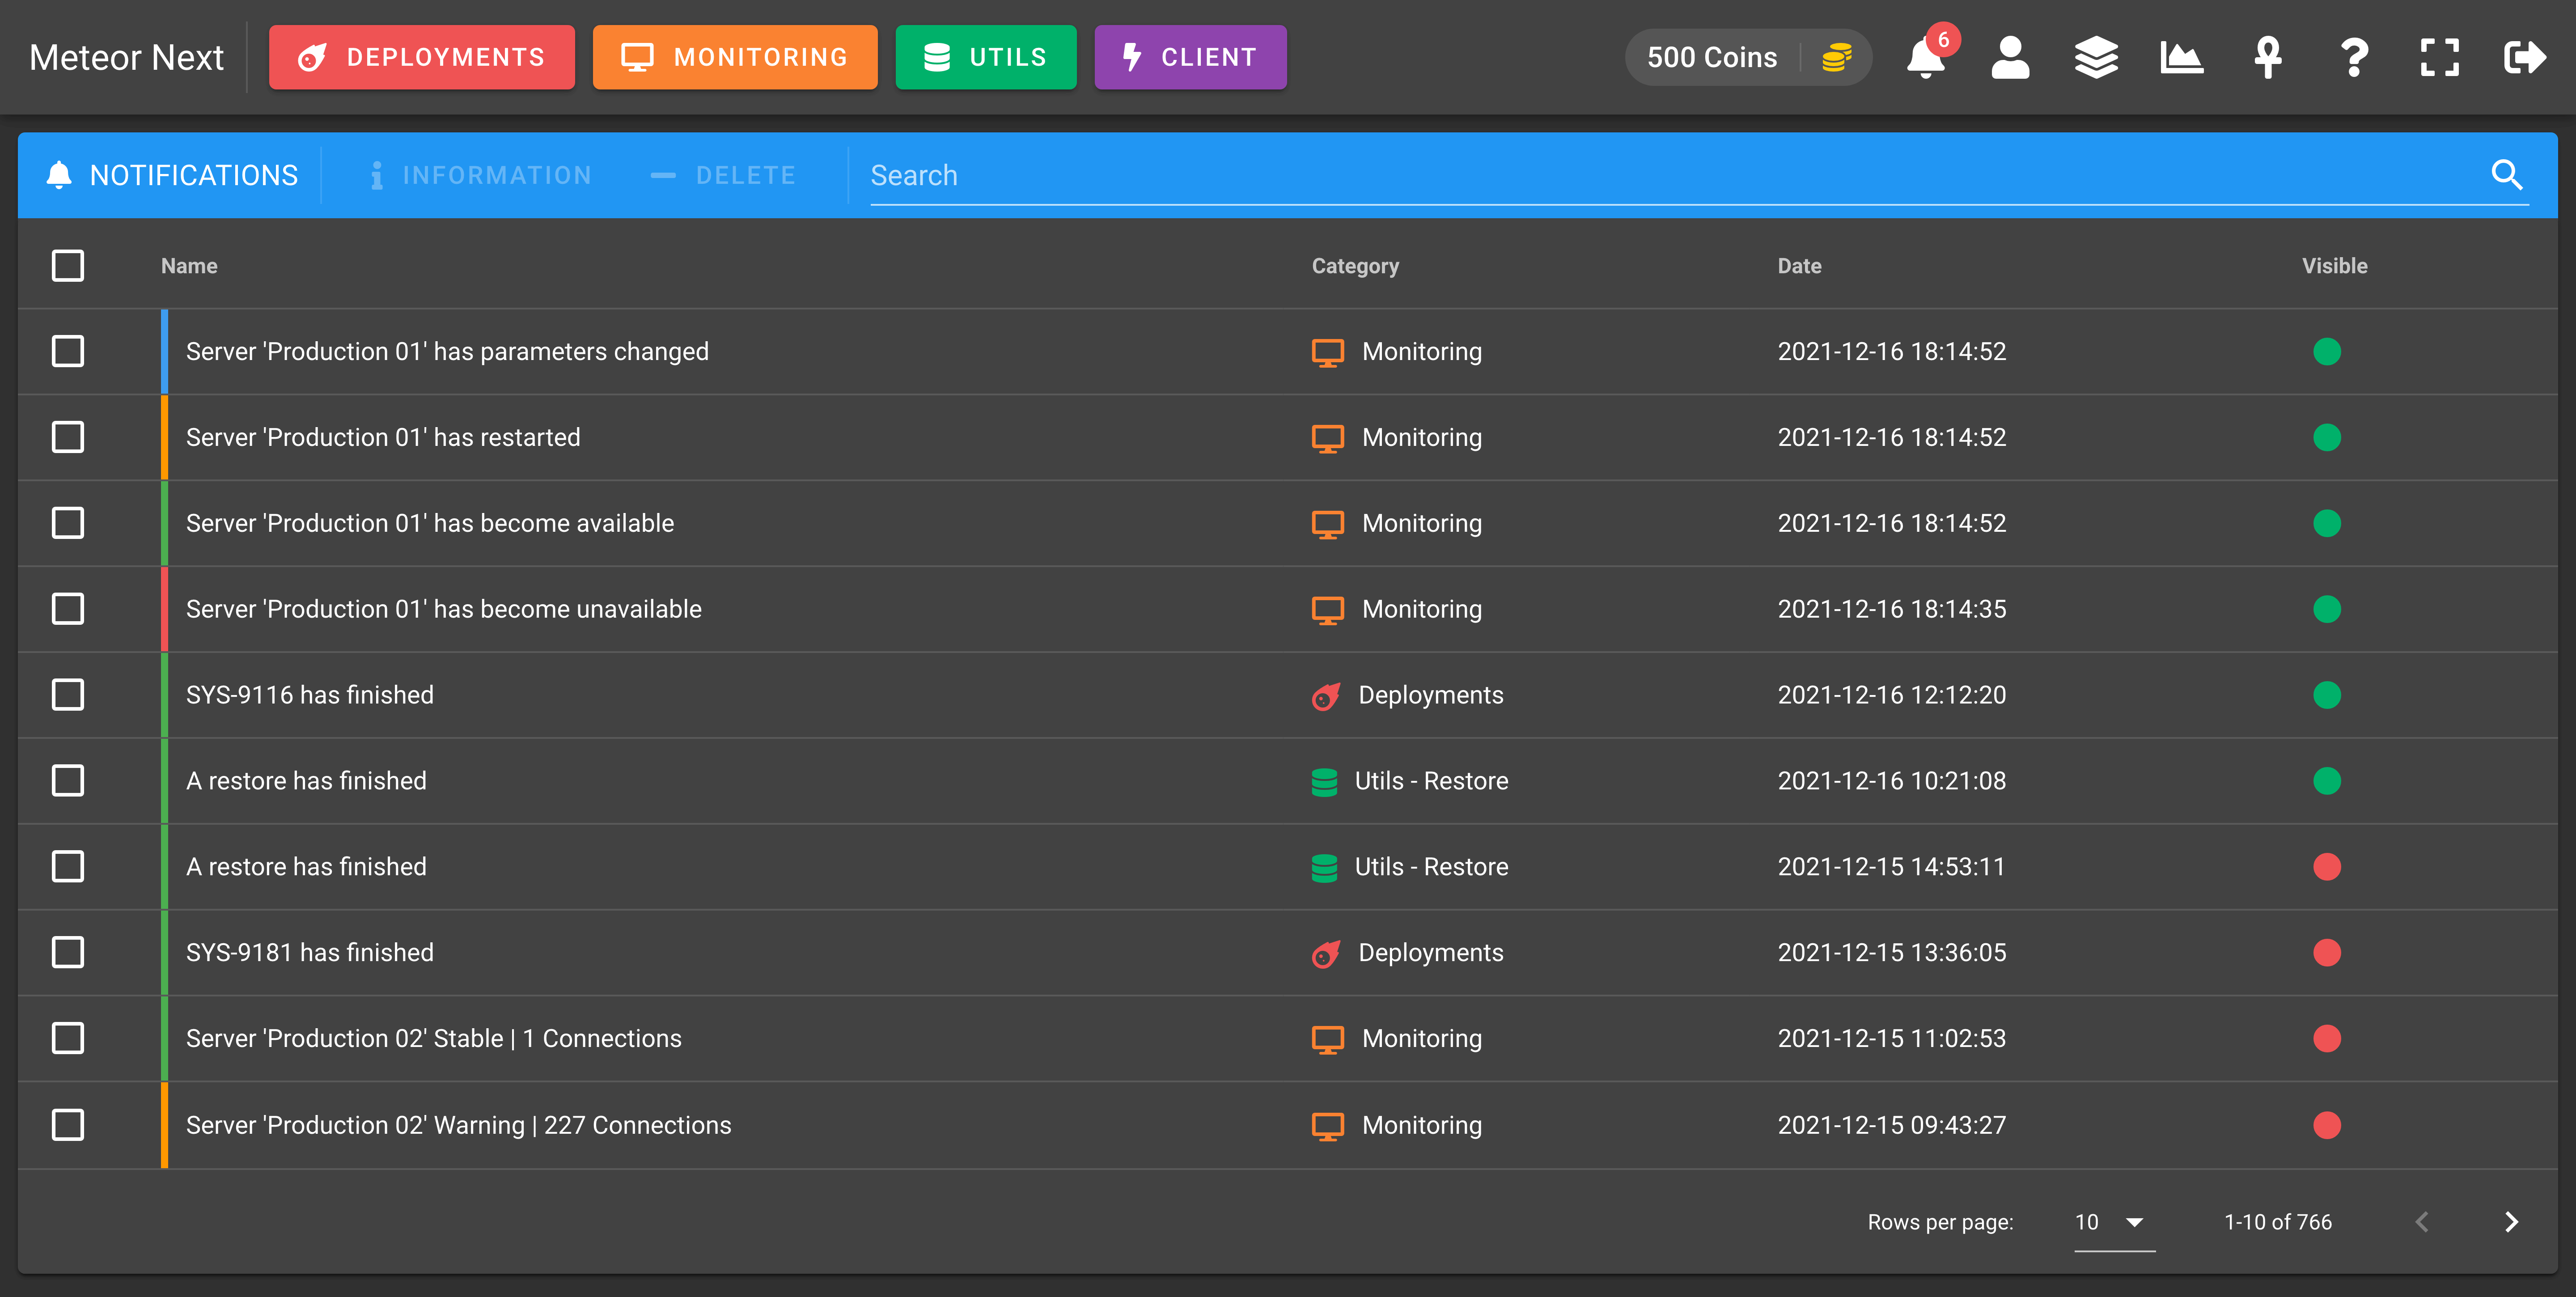 Meteor Next DEPLOYMENTS MONITORING UTILS CLIENT 500 Coins 6
NOTIFICATIONS INFORMATION DELETE Search
Name Category Date Visible
Server 'Production 01' has parameters changed Monitoring 2021-12-16 18:14:52
Server 'Production 01' has restarted Monitoring 2021-12-16 18:14:52
Server 'Production 01' has become available Monitoring 2021-12-16 18:14:52
Server 'Production 01' has become unavailable Monitoring 2021-12-16 18:14:35
SYS-9116 has finished Deployments 2021-12-16 12:12:20
A restore has finished Utils - Restore 2021-12-16 10:21:08
A restore has finished Utils - Restore 2021-12-15 14:53:11
SYS-9181 has finished Deployments 2021-12-15 13:36:05
Server 'Production 02' Stable | 1 Connections Monitoring 2021-12-15 11:02:53
Server 'Production 02' Warning | 227 Connections Monitoring 2021-12-15 09:43:27
Rows per page: 10 1-10 of 766